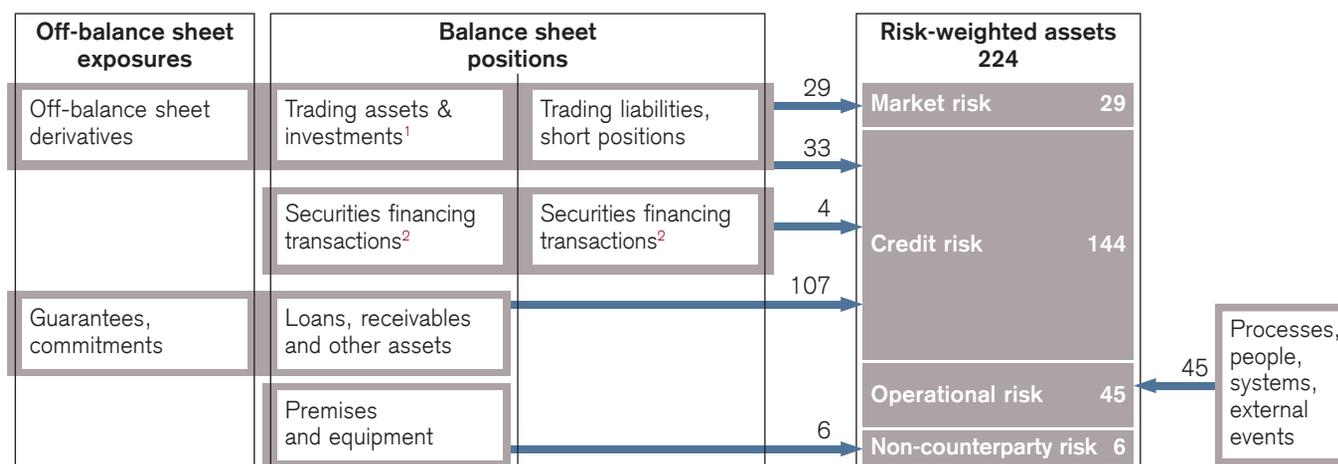 Off-balance sheet
exposures
Balance sheet
positions
Risk-weighted assets
224
Off-balance sheet
derivatives
Trading assets &
investments1
Trading liabilities,
short positions
29
33
Market risk 29
Securities financing
transactions2
Securities financing
transactions2
4
Credit risk 144
Guarantees,
commitments
Loans, receivables
and other assets
107
Operational risk 45
45
Processes,
people,
systems,
external
events
Premises
and equipment
6
Non-counterparty risk 6